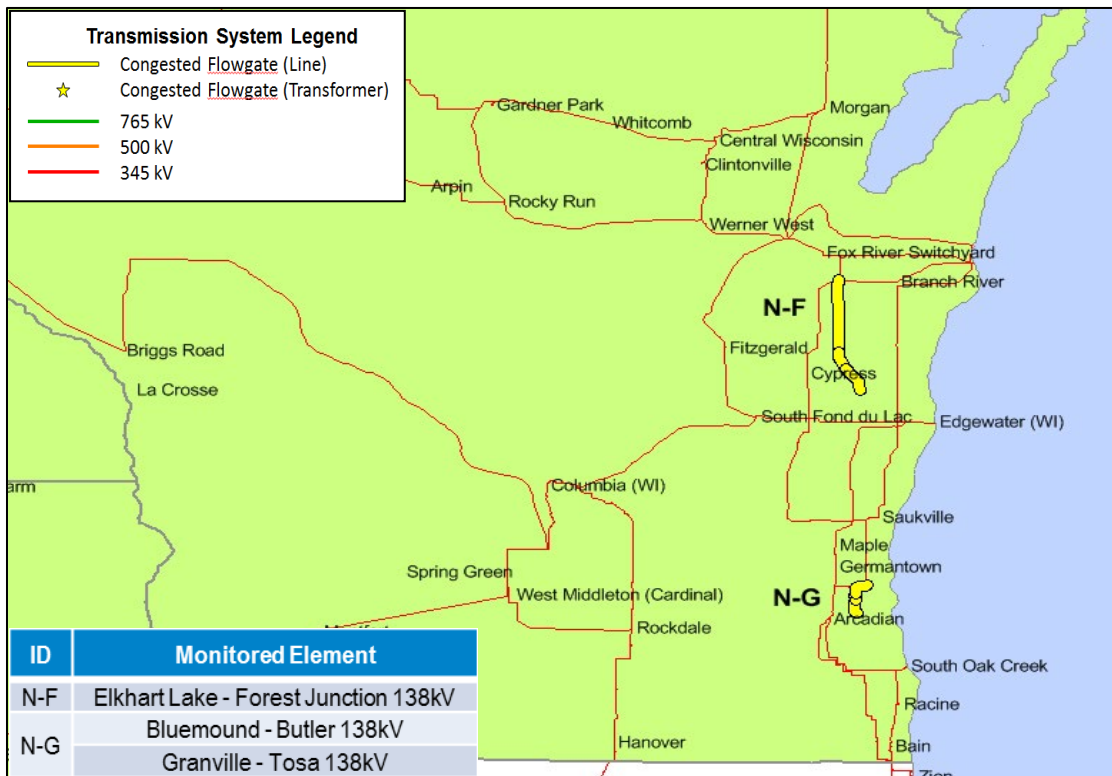 Transmission System Legend
Congested Flowgate (Line)
Congested Flowgate (Transformer)
765 kV
500 kV
345 kV
Gardner Park
Whitcomb
Morgan
Central Wisconsin
Clintonville
Arpin
Rocky Run
Werner West
Fox River Switchyard
Branch River
N-F
Fitzgerald
Briggs Road
Cypress
La Crosse
South Fond du Lac
Edgewater (WI)
arm
Columbia (WI)
Saukville
Maple
Germantown
Spring Green
West Middleton (Cardinal)
N-G
Arcadian
Rockdale
South Oak Creek
Racine
Hanover
Bain
Zion
ID Monitored Element
N-F Elkhart Lake - Forest Junction 138kV
N-G Bluemound - Butler 138kV
Granville - Tosa 138kV